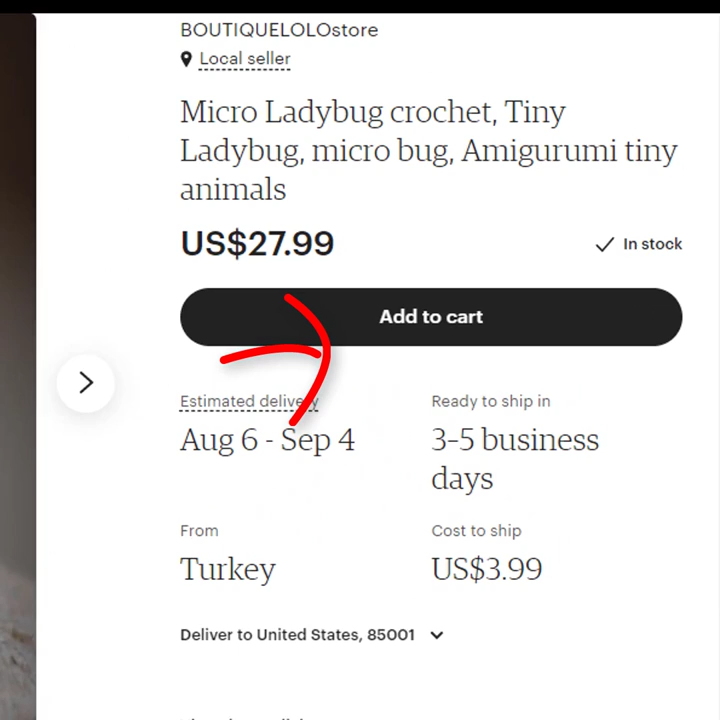 BOUTIQUELOLOstore
Local seller
Micro Ladybug crochet, Tiny
Ladybug, micro bug, Amigurumi tiny
animals
US$27.99
In stock
Add to cart
Estimated delivery
Ready to ship in
Aug 6 - Sep 4
3-5 business
days
From
Cost to ship
Turkey
US$3.99
Deliver to United States, 85001